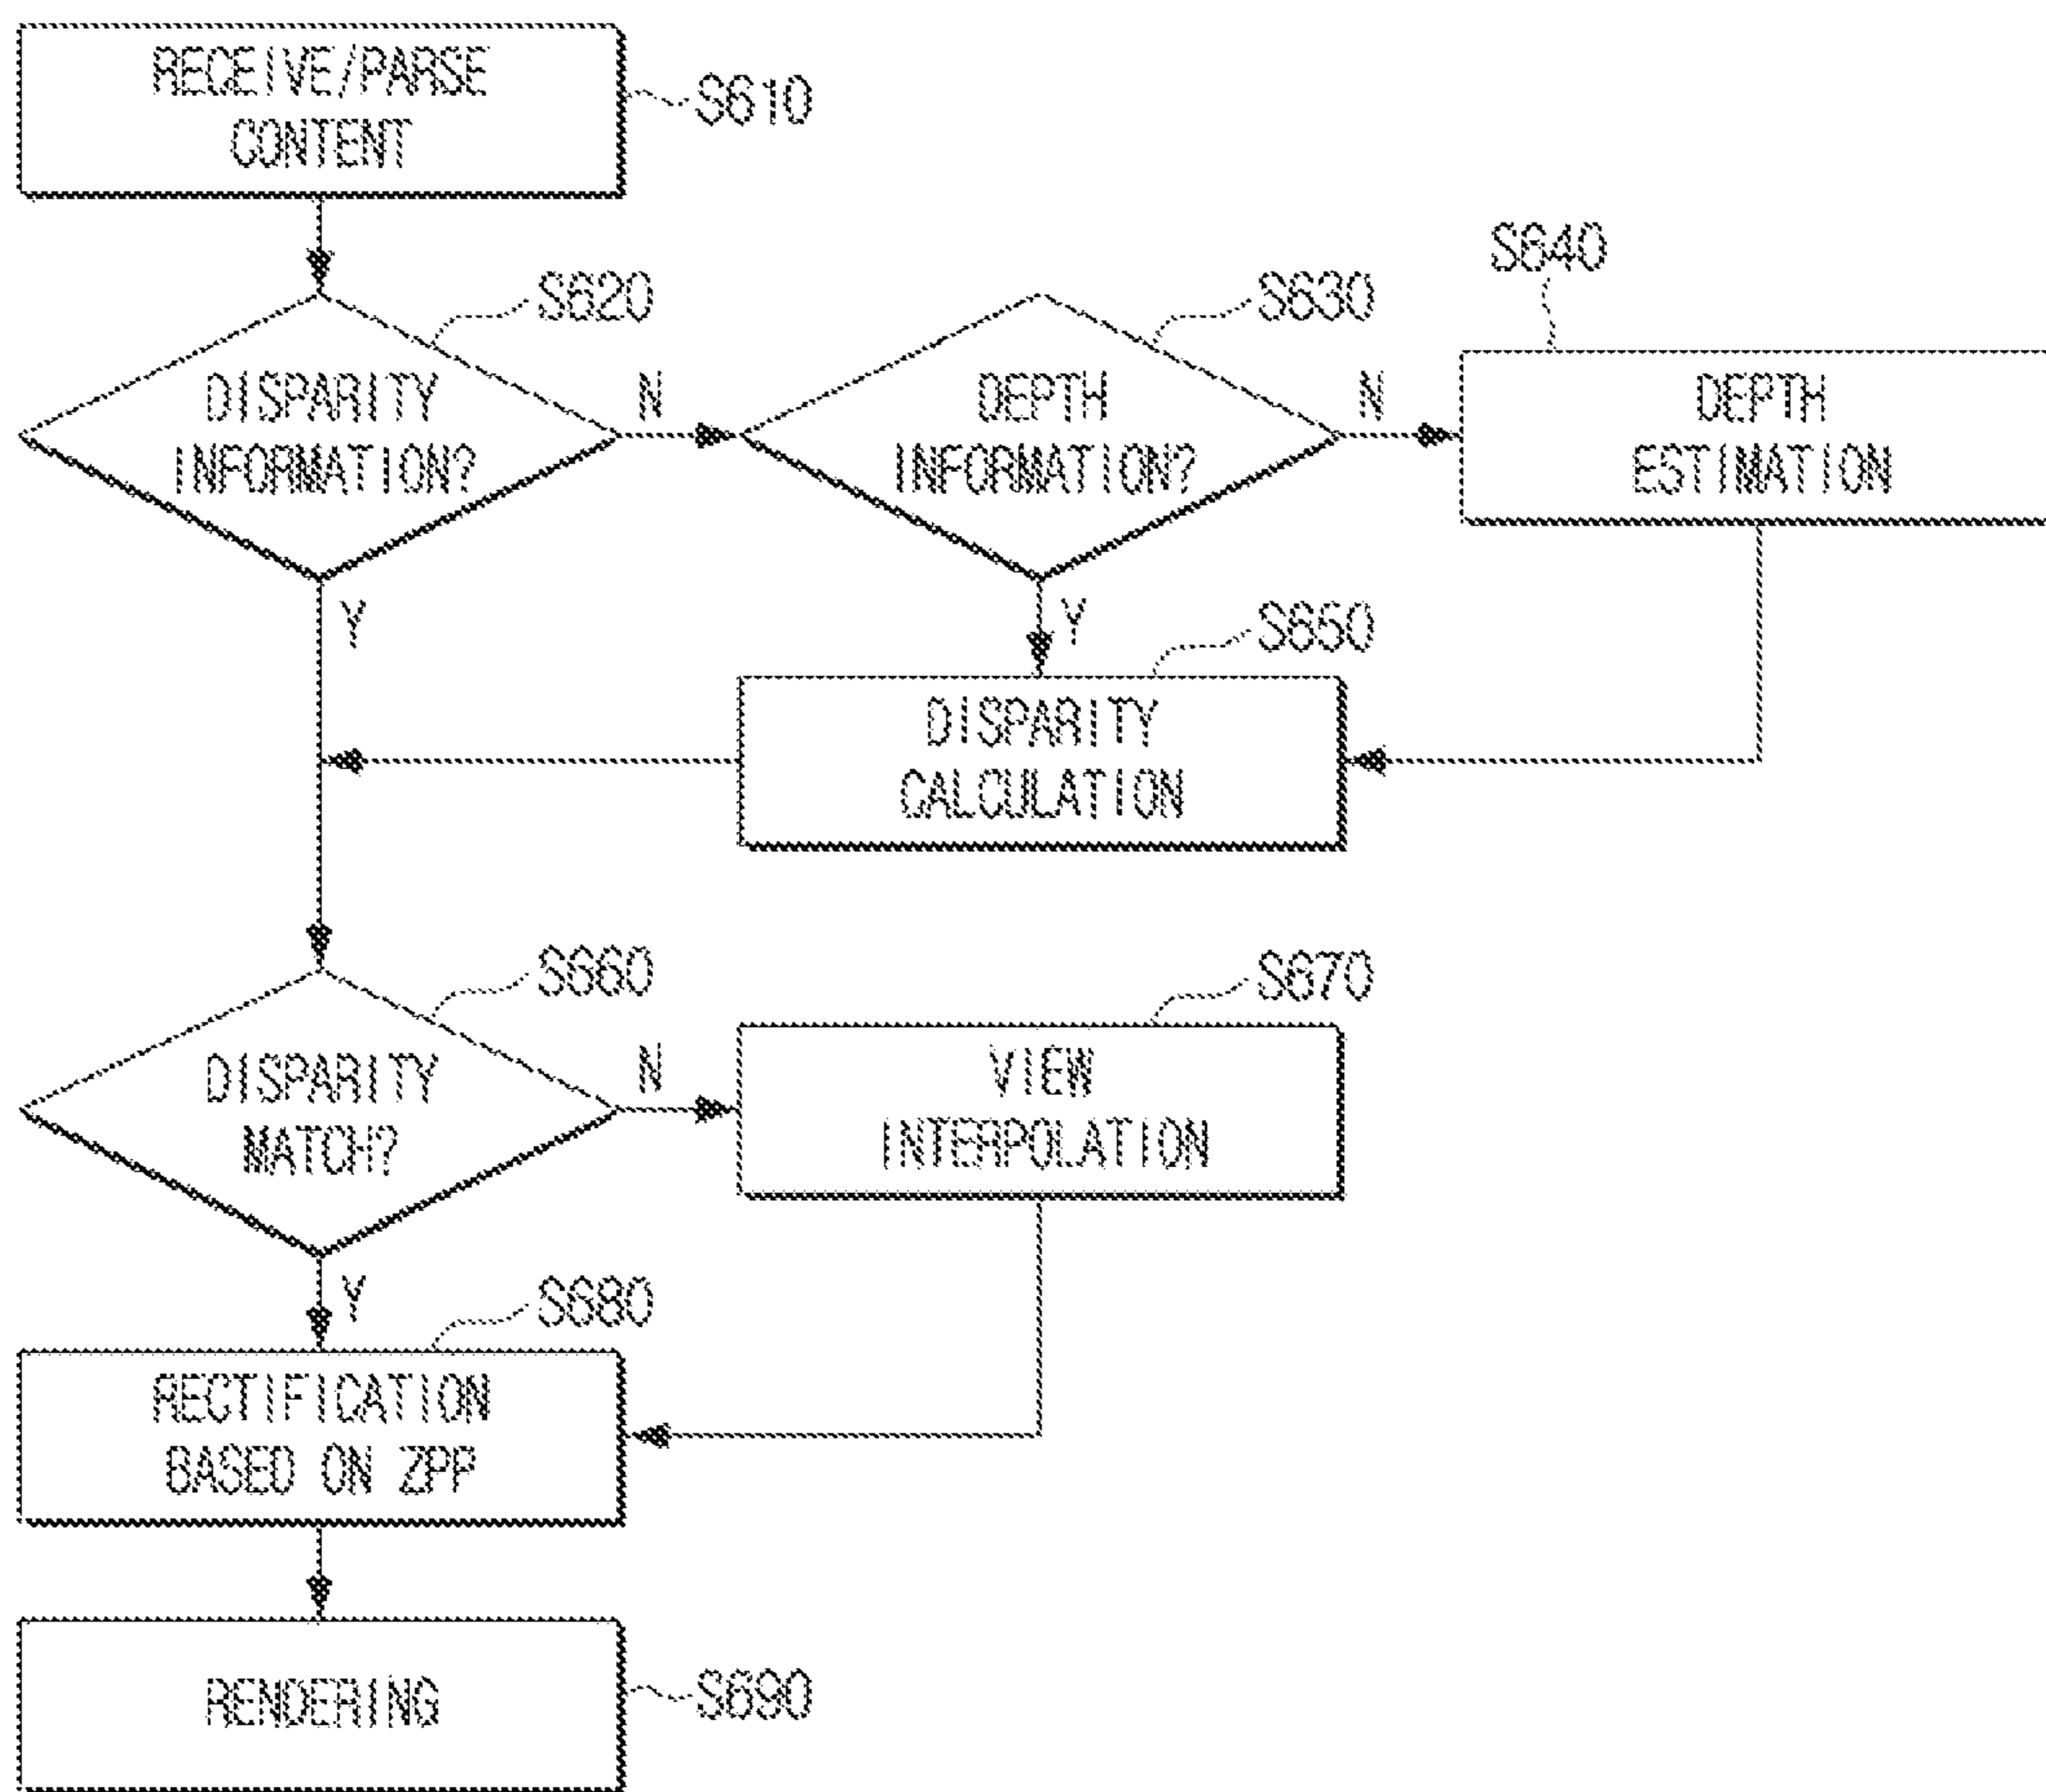 RECEIVE/PARSE
CONTENT
S610
DISPARITY
INFORMATION?
S620
N
Y
DEPTH
INFORMATION?
S630
N
Y
DEPTH
ESTIMATION
S640
DISPARITY
CALCULATION
S650
DISPARITY
MATCH?
S660
N
Y
VIEW
INTERPOLATION
S670
RECTIFICATION
BASED ON ZPP
S680
RENDERING
S690